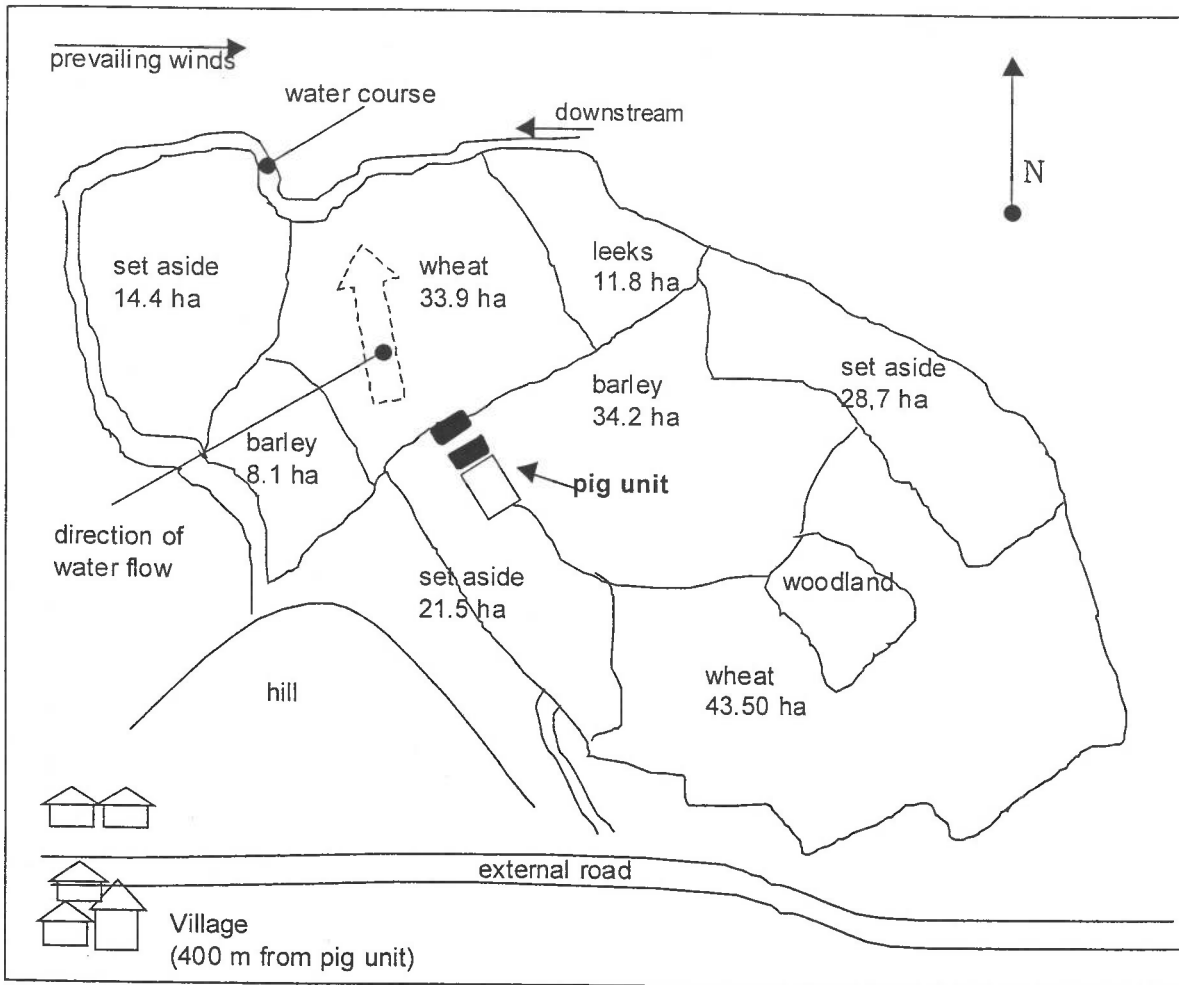 prevailing winds
water course
downstream
N
set aside
14.4 ha
wheat
33.9 ha
leeks
11.8 ha
set aside
28,7 ha
barley
34.2 ha
barley
8.1 ha
pig unit
direction of
water flow
set aside
21.5 ha
woodland
hill
wheat
43.50 ha
external road
Village
(400 m from pig unit)